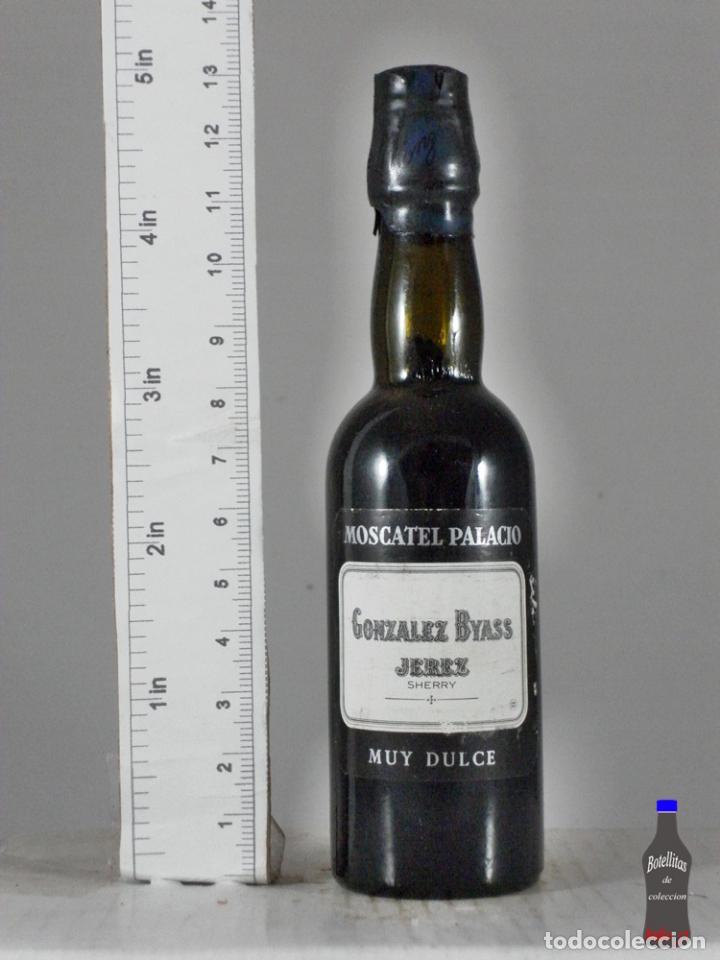 5 in
4 in
3 in
2 in
1 in
14
13
12
11
10
9
8
7
6
5
4
3
2
1
MOSCATEL PALACIO
GONZALEZ BYASS
JEREZ
SHERRY
MUY DULCE
Botellitas
de
coleccion
todocoleccion